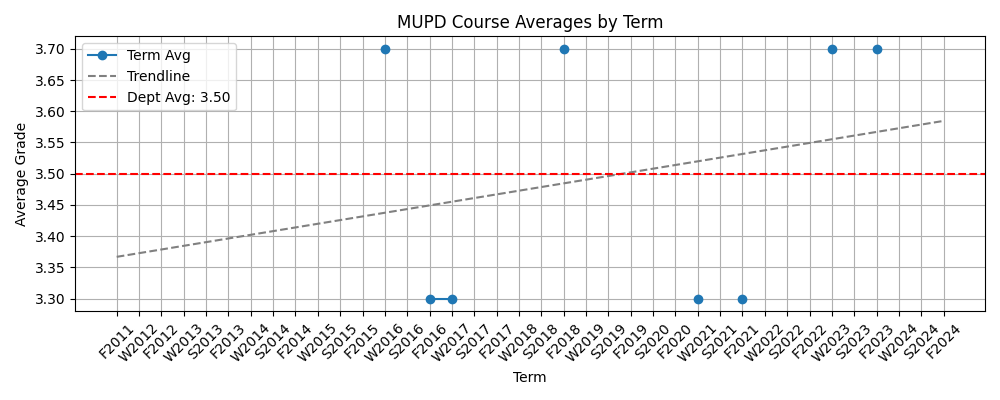 MUPD Course Averages by Term
Term Avg
Trendline
Dept Avg: 3.50
Average Grade
3.70
3.65
3.60
3.55
3.50
3.45
3.40
3.35
3.30
F2011
W2012
F2012
W2013
S2013
F2013
W2014
S2014
F2014
W2015
S2015
F2015
W2016
S2016
F2016
W2017
S2017
F2017
W2018
S2018
F2018
W2019
S2019
F2019
S2020
F2020
W2021
S2021
F2021
W2022
S2022
F2022
W2023
S2023
F2023
W2024
S2024
F2024
Term